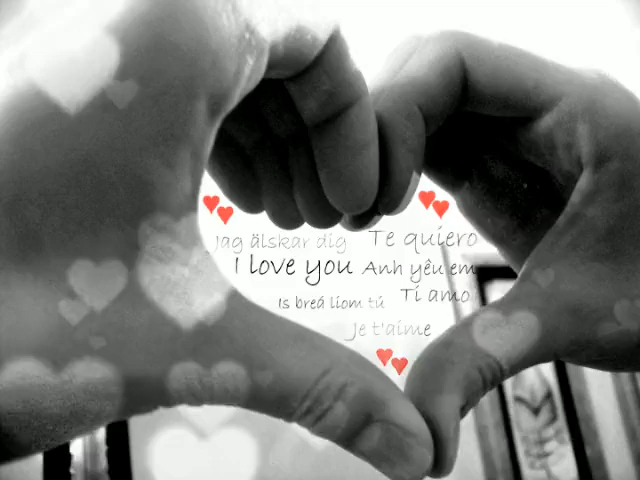 Jag älskar dig Te quiero
I love you Anh yêu em
Is breá liom tú Ti amo
Je t'aime